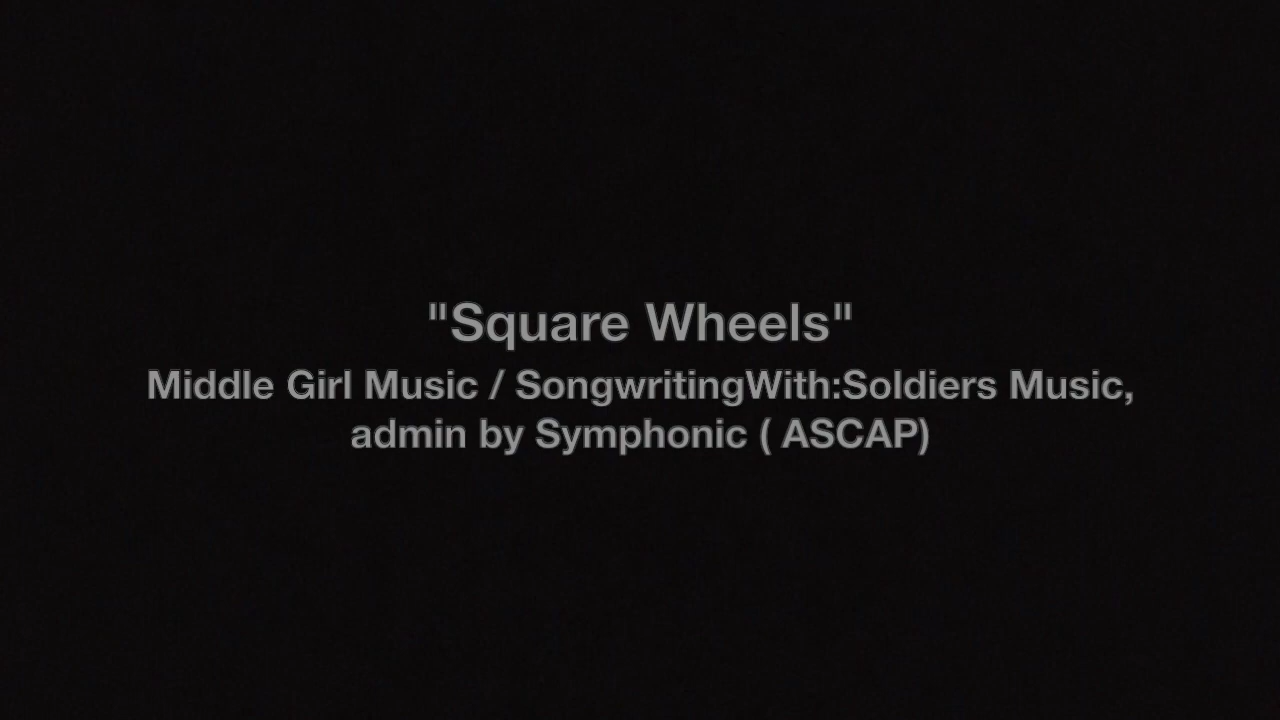 "Square Wheels"
Middle Girl Music / SongwritingWith:Soldiers Music,
admin by Symphonic ( ASCAP)